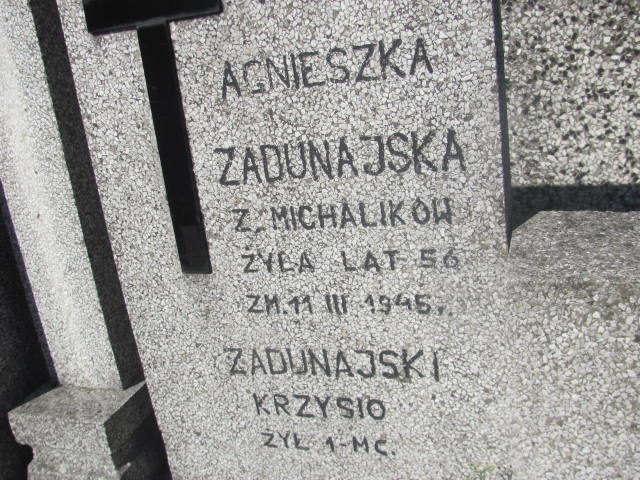 AGNIESZKA
ZADUNAJSKA
Z MICHALIKÓW
ŻYŁA LAT 56
ZM. 11 III 1945.
ZADUNAJSKI
KRZYSIO
ŻYŁ 1-MC.